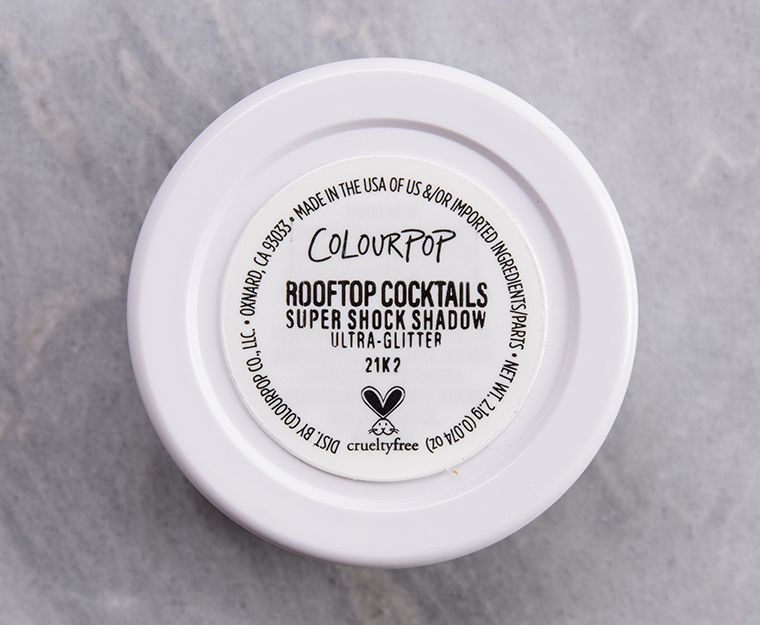 COLOURPOP
ROOFTOP COCKTAILS
SUPER SHOCK SHADOW
ULTRA-GLITTER
21K2
crueltyfree
DIST. BY COLOURPOP CO, LLC. • OXNARD, CA 93033 • MADE IN THE USA OF US &/OR IMPORTED INGREDIENTS/PARTS • NET WT. 2.1g (0.074 OZ)